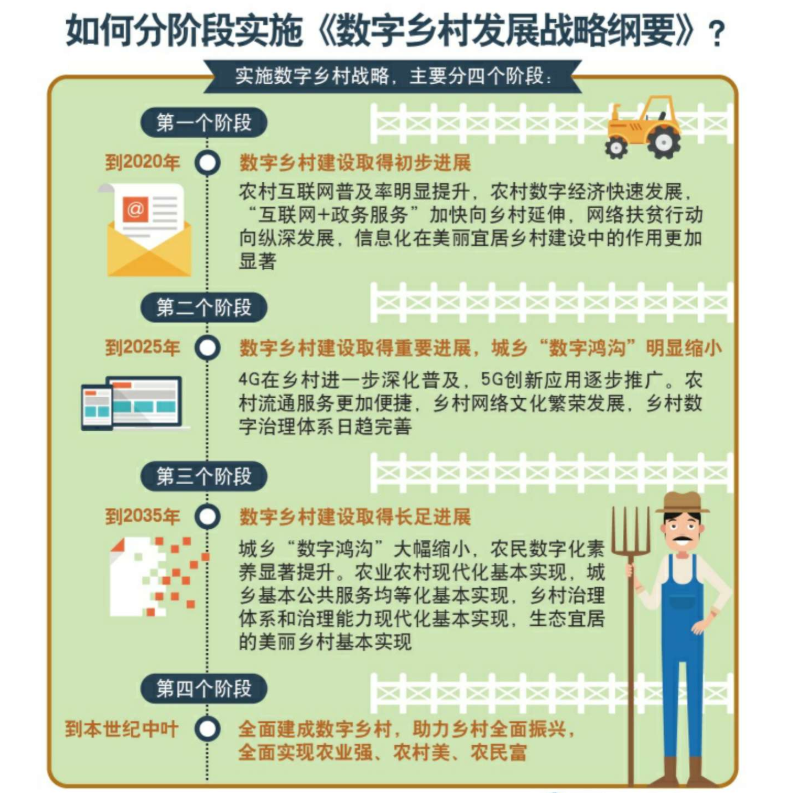 如何分阶段实施《数字乡村发展战略纲要》？
实施数字乡村战略，主要分四个阶段：
第一个阶段
到2020年
数字乡村建设取得初步进展
@
农村互联网普及率明显提升，农村数字经济快速发展，
“互联网+政务服务”加快向乡村延伸，网络扶贫行动
向纵深发展，信息化在美丽宜居乡村建设中的作用更加
显著
第二个阶段
到2025年
数字乡村建设取得重要进展，城乡“数字鸿沟”明显缩小
4G在乡村进一步深化普及，5G创新应用逐步推广。农
村流通服务更加便捷，乡村网络文化繁荣发展，乡村数
字治理体系日趋完善
第三个阶段
到2035年
数字乡村建设取得长足进展
城乡“数字鸿沟”大幅缩小，农民数字化素
养显著提升。农业农村现代化基本实现，城
乡基本公共服务均等化基本实现，乡村治理
体系和治理能力现代化基本实现，生态宜居
的美丽乡村基本实现
第四个阶段
到本世纪中叶
全面建成数字乡村，助力乡村全面振兴，
全面实现农业强、农村美、农民富